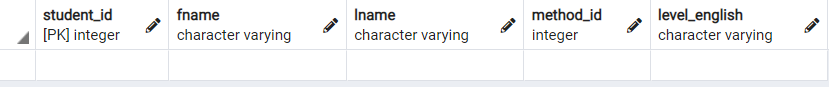 student_id fname lname method_id level_english
[PK] integer character varying character varying integer character varying